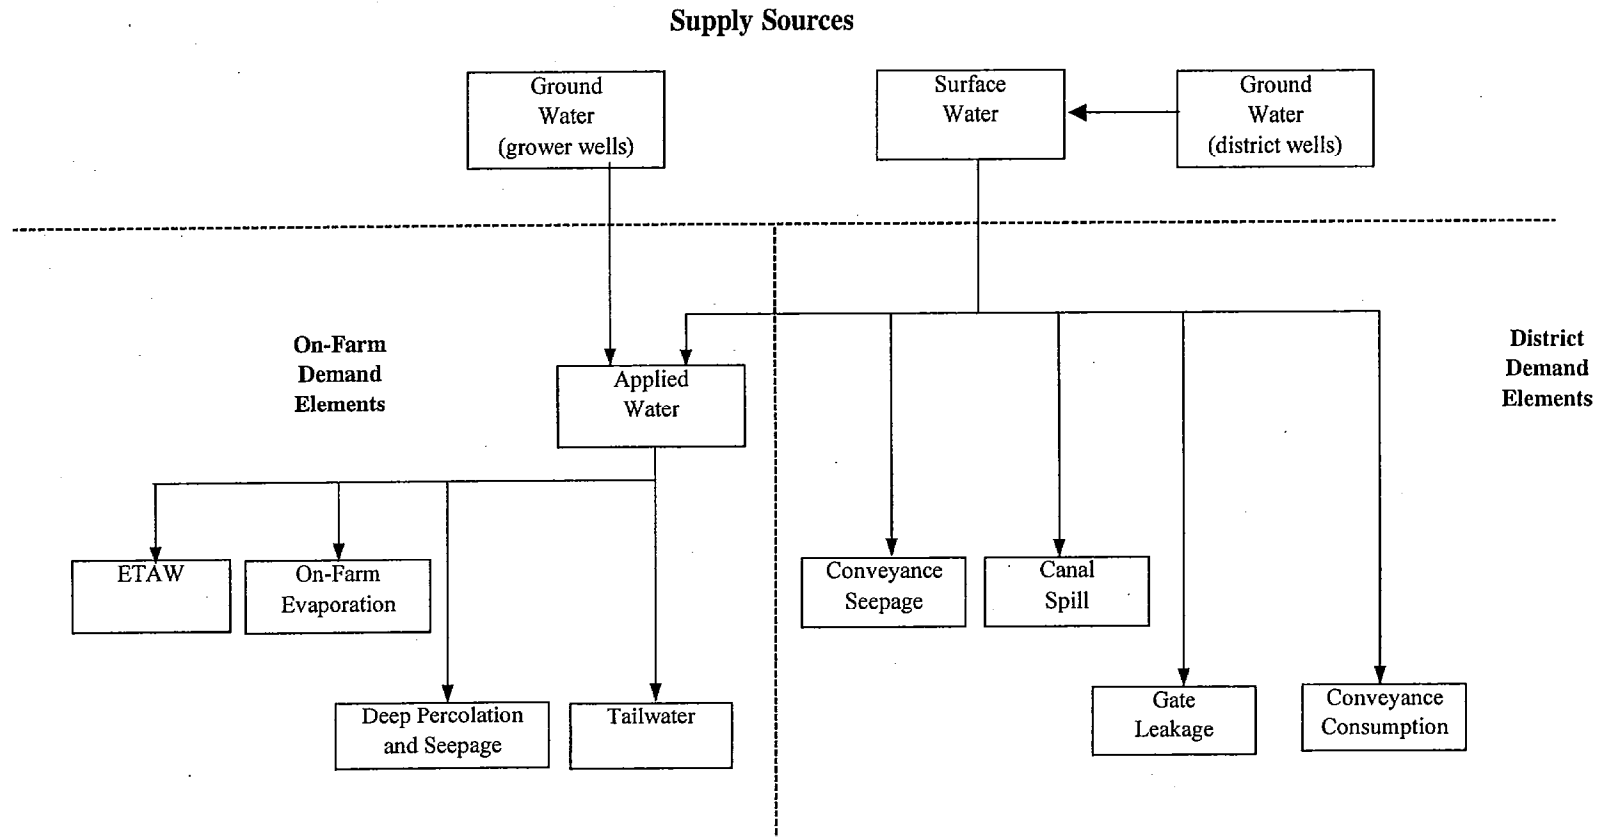 Supply Sources
Ground
Water
(grower wells)
Surface
Water
Ground
Water
(district wells)
On-Farm
Demand
Elements
Applied
Water
District
Demand
Elements
ETAW
On-Farm
Evaporation
Conveyance
Seepage
Canal
Spill
Deep Percolation
and Seepage
Tailwater
Gate
Leakage
Conveyance
Consumption